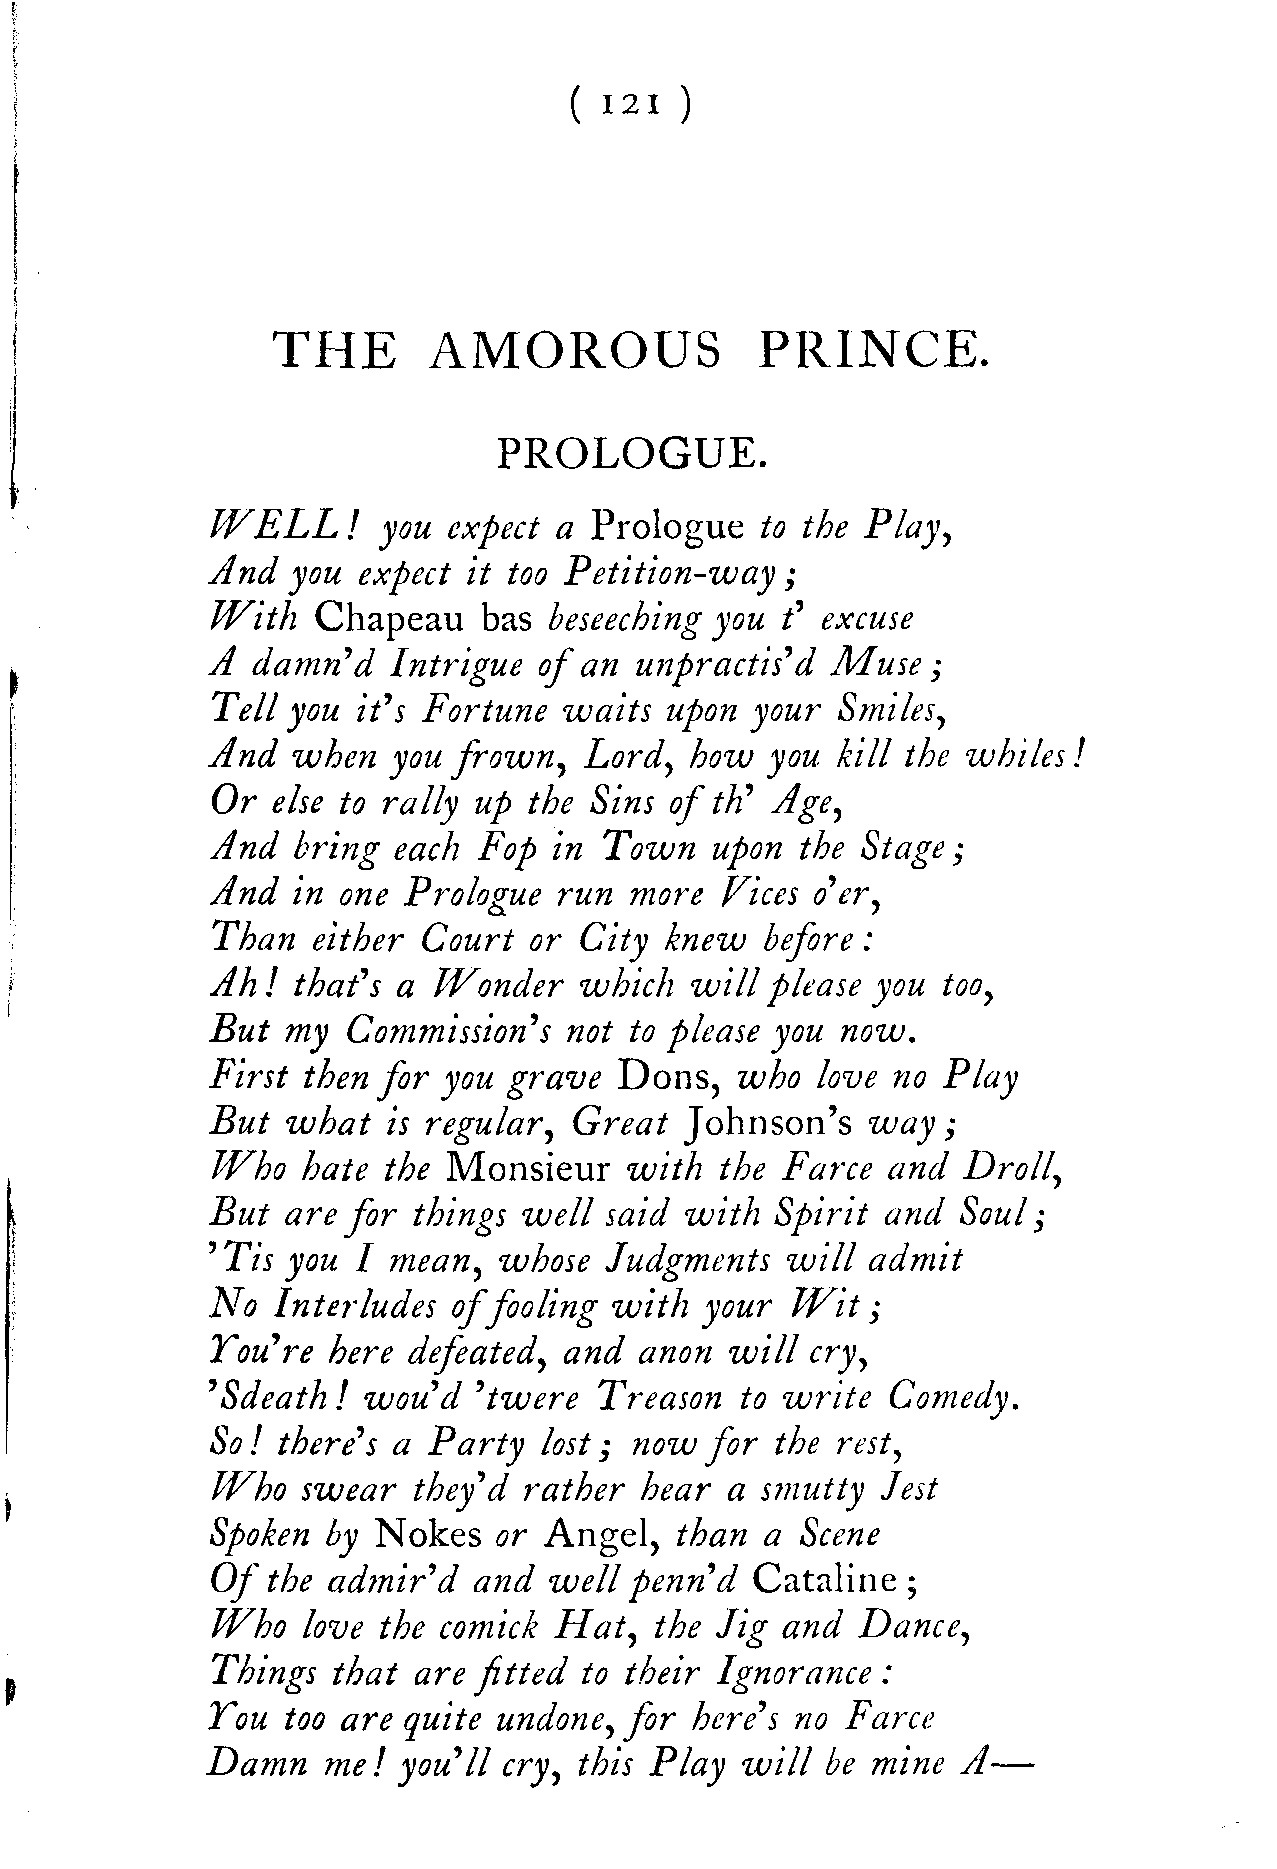 ( 121 )
THE AMOROUS PRINCE.
PROLOGUE.
WELL! you expect a Prologue to the Play,
And you expect it too Petition-way;
With Chapeau bas beseeching you t' excuse
A damn'd Intrigue of an unpractis'd Muse;
Tell you it's Fortune waits upon your Smiles,
And when you frown, Lord, how you kill the whiles!
Or else to rally up the Sins of th' Age,
And bring each Fop in Town upon the Stage;
And in one Prologue run more Vices o'er,
Than either Court or City knew before:
Ah! that's a Wonder which will please you too,
But my Commission's not to please you now.
First then for you grave Dons, who love no Play
But what is regular, Great Johnson's way;
Who hate the Monsieur with the Farce and Droll,
But are for things well said with Spirit and Soul;
'Tis you I mean, whose Judgments will admit
No Interludes of fooling with your Wit;
You're here defeated, and anon will cry,
'Sdeath! wou'd 'twere Treason to write Comedy.
So! there's a Party lost; now for the rest,
Who swear they'd rather hear a smutty Jest
Spoken by Nokes or Angel, than a Scene
Of the admir'd and well penn'd Cataline;
Who love the comick Hat, the Jig and Dance,
Things that are fitted to their Ignorance:
You too are quite undone, for here's no Farce
Damn me! you'll cry, this Play will be mine A—